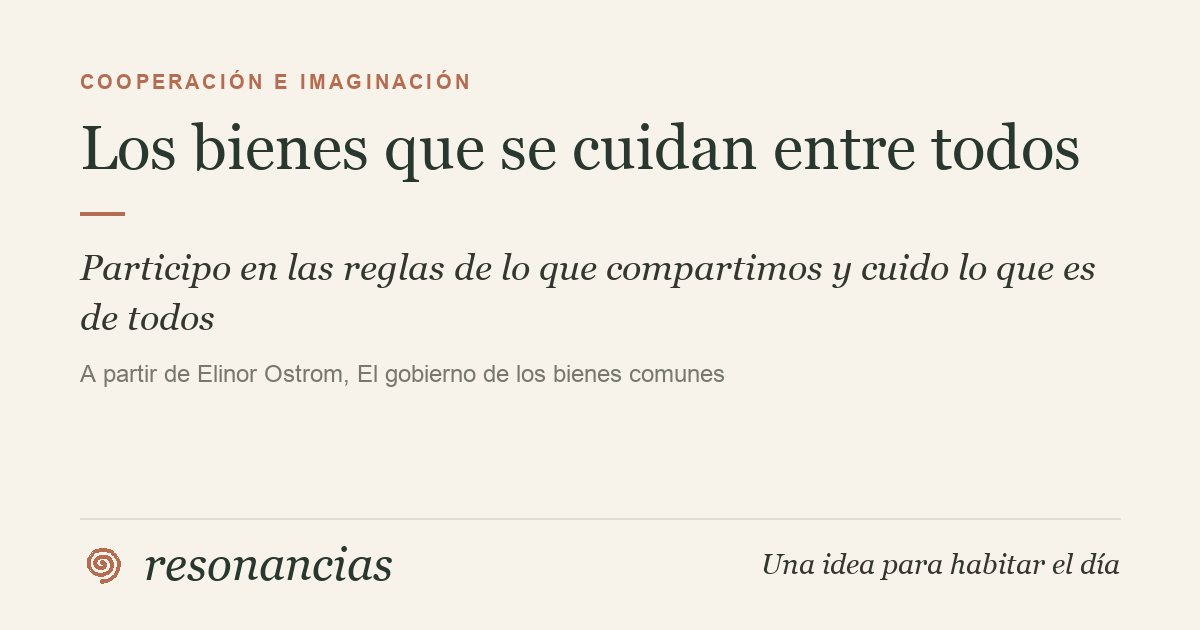 COOPERACIÓN E IMAGINACIÓN
Los bienes que se cuidan entre todos
Participo en las reglas de lo que compartimos y cuido lo que es
de todos
A partir de Elinor Ostrom, El gobierno de los bienes comunes
resonancias
Una idea para habitar el día